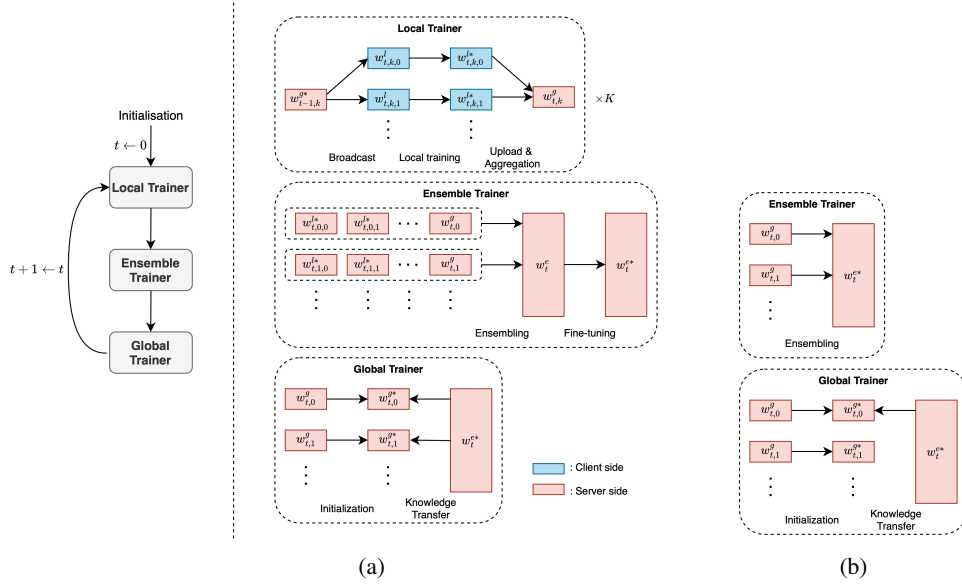 Initialisation
t ← 0
Local Trainer
Ensemble
Trainer
t + 1 ← t
Global
Trainer
Local Trainer
w^l_{t,k,0} w^{l*}_{t,k,0}
w^{g*}_{t-1,k} w^l_{t,k,1} w^{l*}_{t,k,1} w^g_{t,k} ×K
⋮ ⋮
Broadcast Local training Upload &
Aggregation
Ensemble Trainer
w^{l*}_{t,0,0} w^{l*}_{t,0,1} ⋯ w^g_{t,0}
w^{l*}_{t,1,0} w^{l*}_{t,1,1} ⋯ w^g_{t,1} w^e_t w^{e*}_t
⋮ ⋮ ⋮ ⋮
Ensembling Fine-tuning
Global Trainer
w^g_{t,0} w^{g*}_{t,0}
w^g_{t,1} w^{g*}_{t,1} w^{e*}_t
⋮ ⋮
Initialization Knowledge
Transfer
: Client side
: Server side
(a)
Ensemble Trainer
w^g_{t,0}
w^g_{t,1} w^{e*}_t
⋮
Ensembling
Global Trainer
w^g_{t,0} w^{g*}_{t,0}
w^g_{t,1} w^{g*}_{t,1} w^{e*}_t
⋮ ⋮
Initialization Knowledge
Transfer
(b)